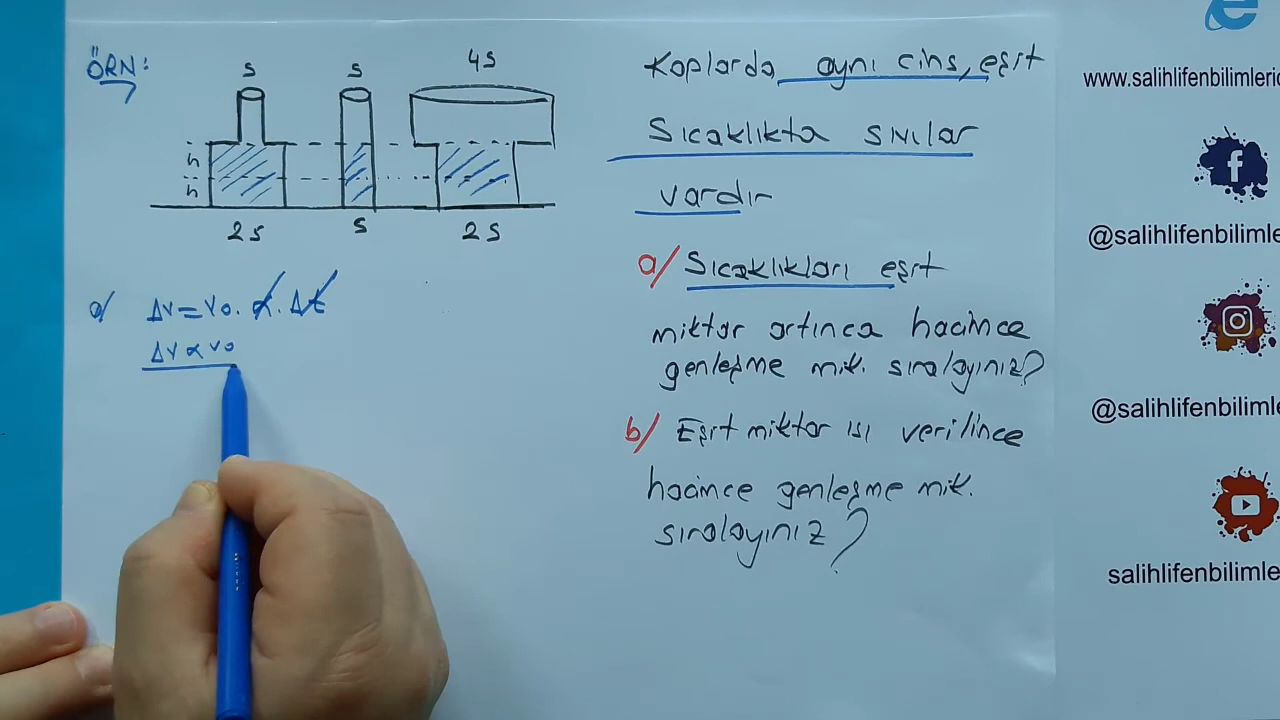 ÖRN:
S S 4S
h
h
2S S 2S
a/ ΔV = V0 . α . Δt
ΔV α V0
Kaplarda aynı cins, eşit
Sıcaklıkta sıvılar
vardır
a/ Sıcaklıkları eşit
miktar artınca hacimce
genleşme mik. sıralayınız?
b/ Eşit miktar ısı verilince
hacimce genleşme mik.
sıralayınız?
www.salihlifenbilimleri
@salihlifenbilimle
@salihlifenbilimle
salihlifenbilimle